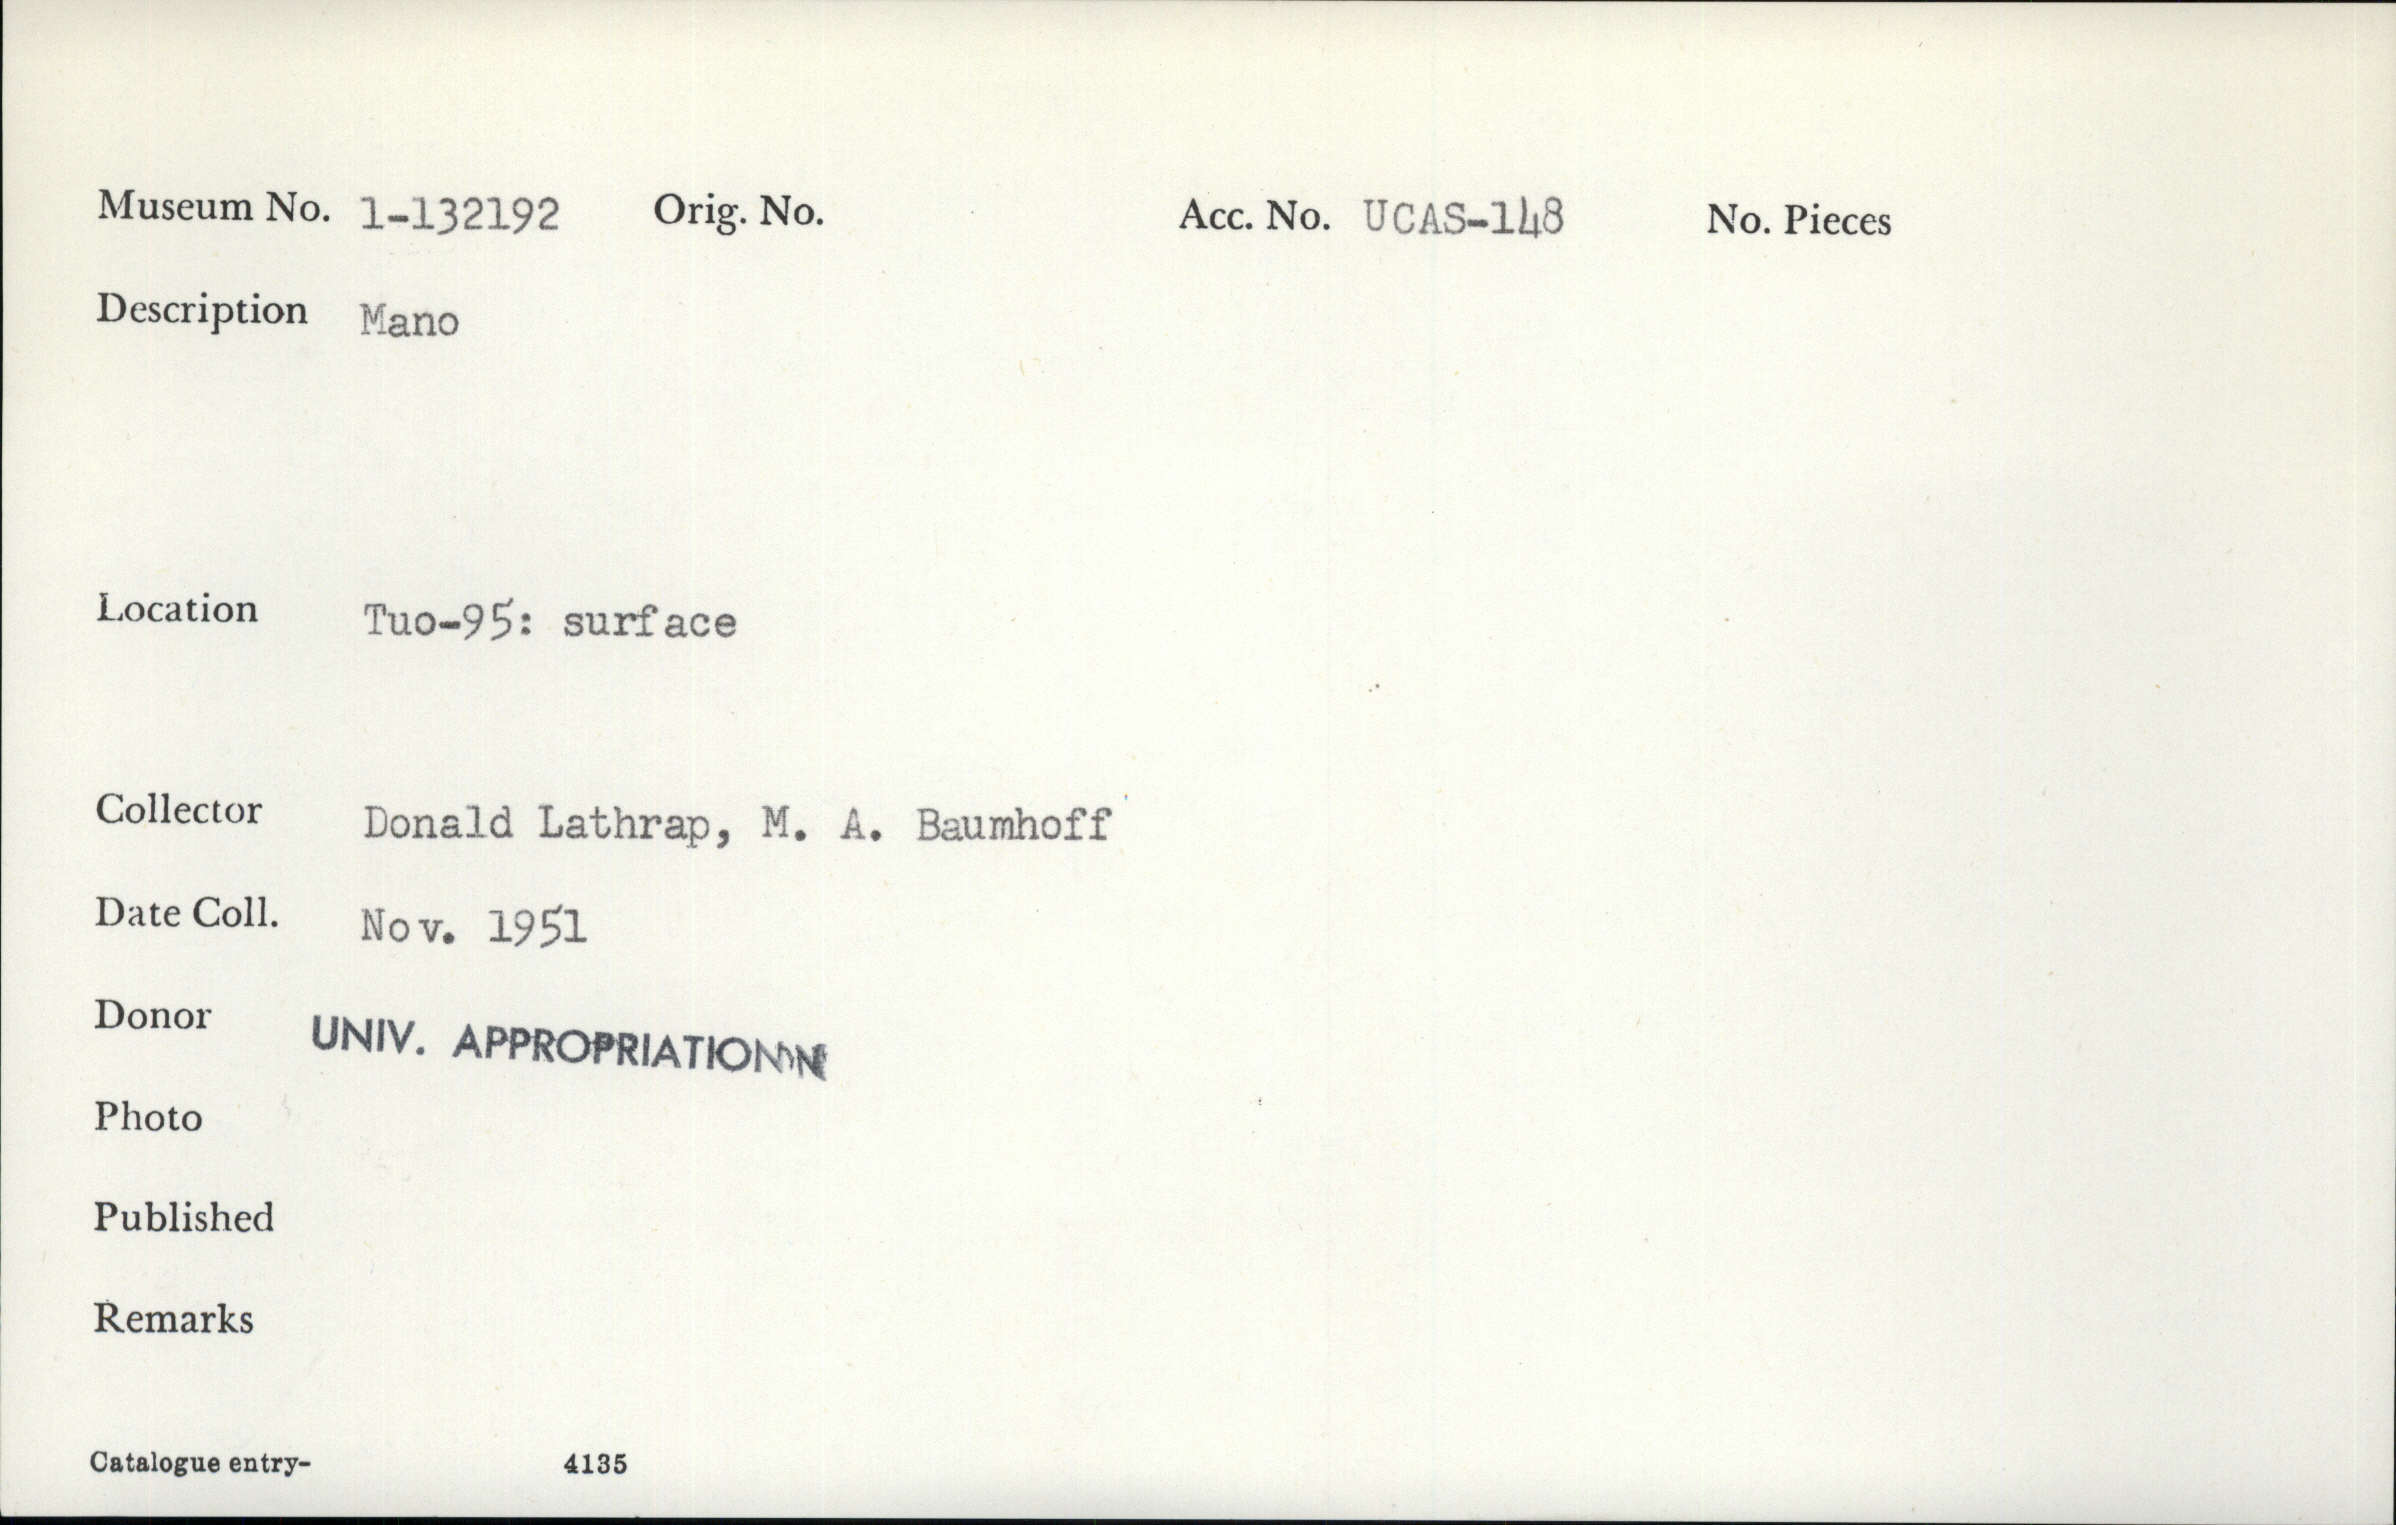 Museum No. 1-132192 Orig. No. Acc. No. UCAS-148 No. Pieces
Description Mano
Location Tuo-95: surface
Collector Donald Lathrap, M. A. Baumhoff
Date Coll. Nov. 1951
Donor UNIV. APPROPRIATION
Photo
Published
Remarks
Catalogue entry- 4135